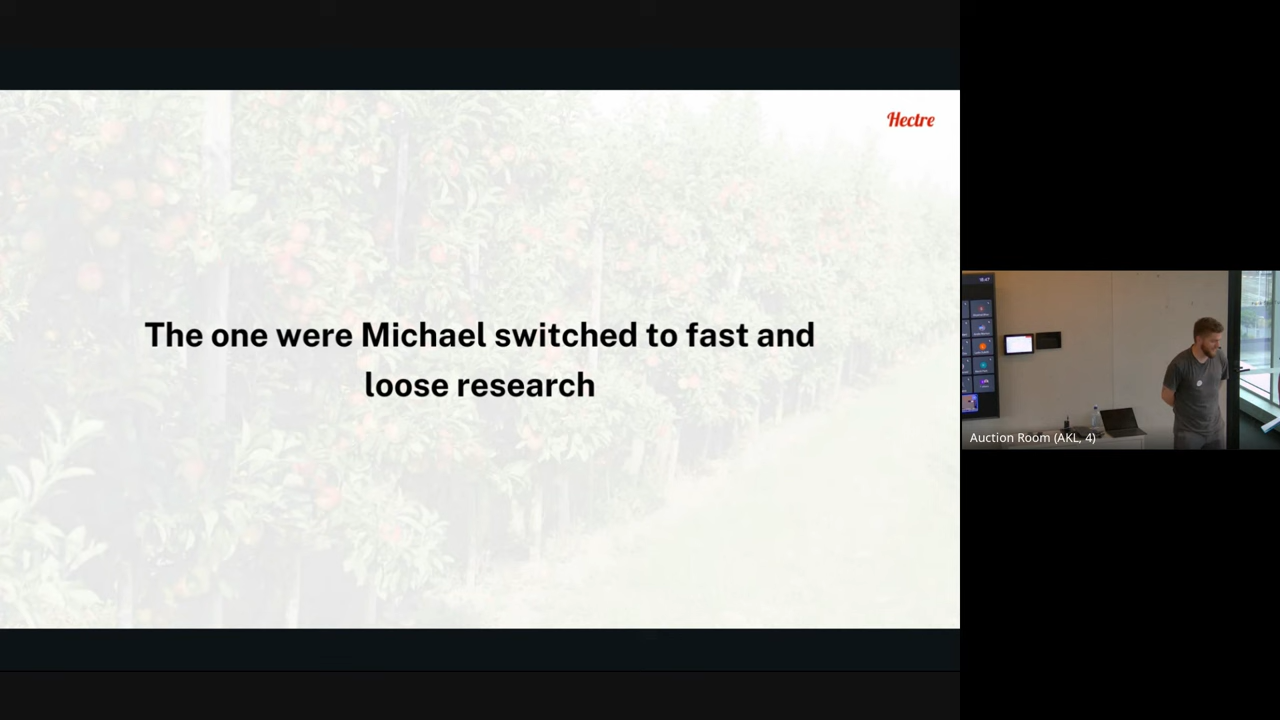 Hectre
The one were Michael switched to fast and
loose research
Auction Room (AKL, 4)